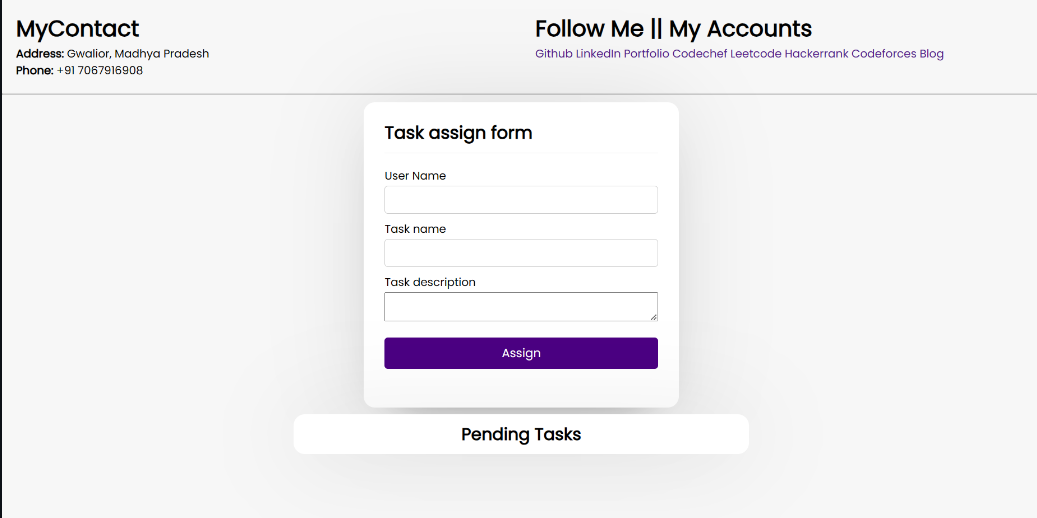 MyContact
Address: Gwalior, Madhya Pradesh
Phone: +91 7067916908
Follow Me || My Accounts
Github LinkedIn Portfolio Codechef Leetcode Hackerrank Codeforces Blog
Task assign form
User Name
Task name
Task description
Assign
Pending Tasks